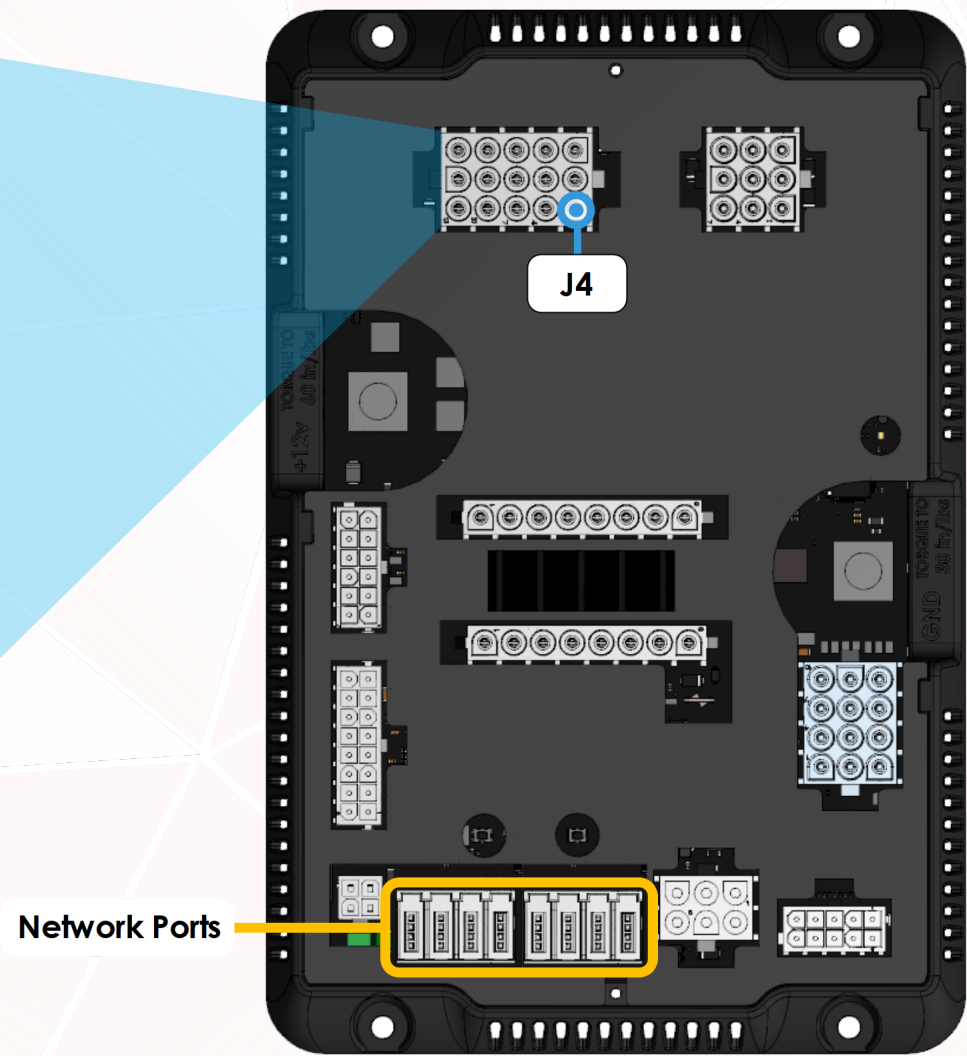 J4
TORQUE TO
60 in/lbs
+12v
TORQUE TO
30 in/lbs
GND
Network Ports